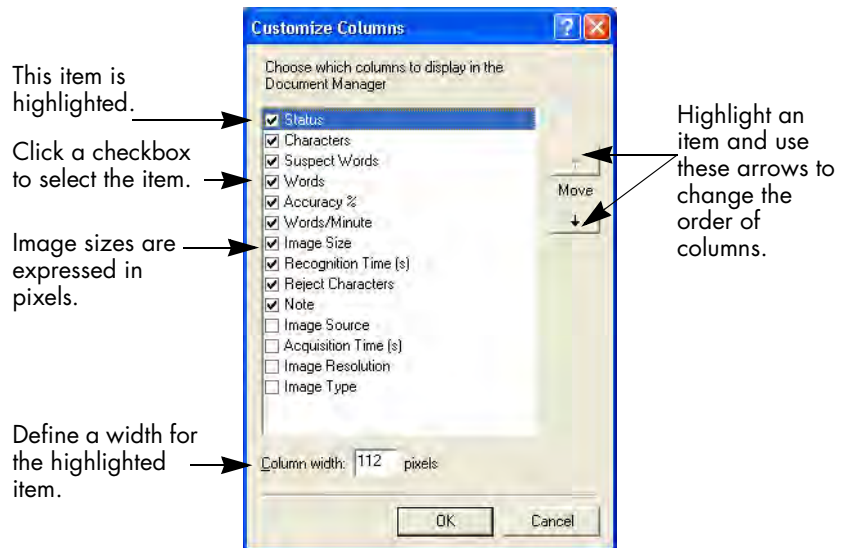 Customize Columns
Choose which columns to display in the
Document Manager
This item is
highlighted.
Click a checkbox
to select the item.
Image sizes are
expressed in
pixels.
Define a width for
the highlighted
item.
Status
Characters
Suspect Words
Words
Accuracy %
Words/Minute
Image Size
Recognition Time (s)
Reject Characters
Note
Image Source
Acquisition Time (s)
Image Resolution
Image Type
Move
Highlight an
item and use
these arrows to
change the
order of
columns.
Column width: 112 pixels
OK Cancel